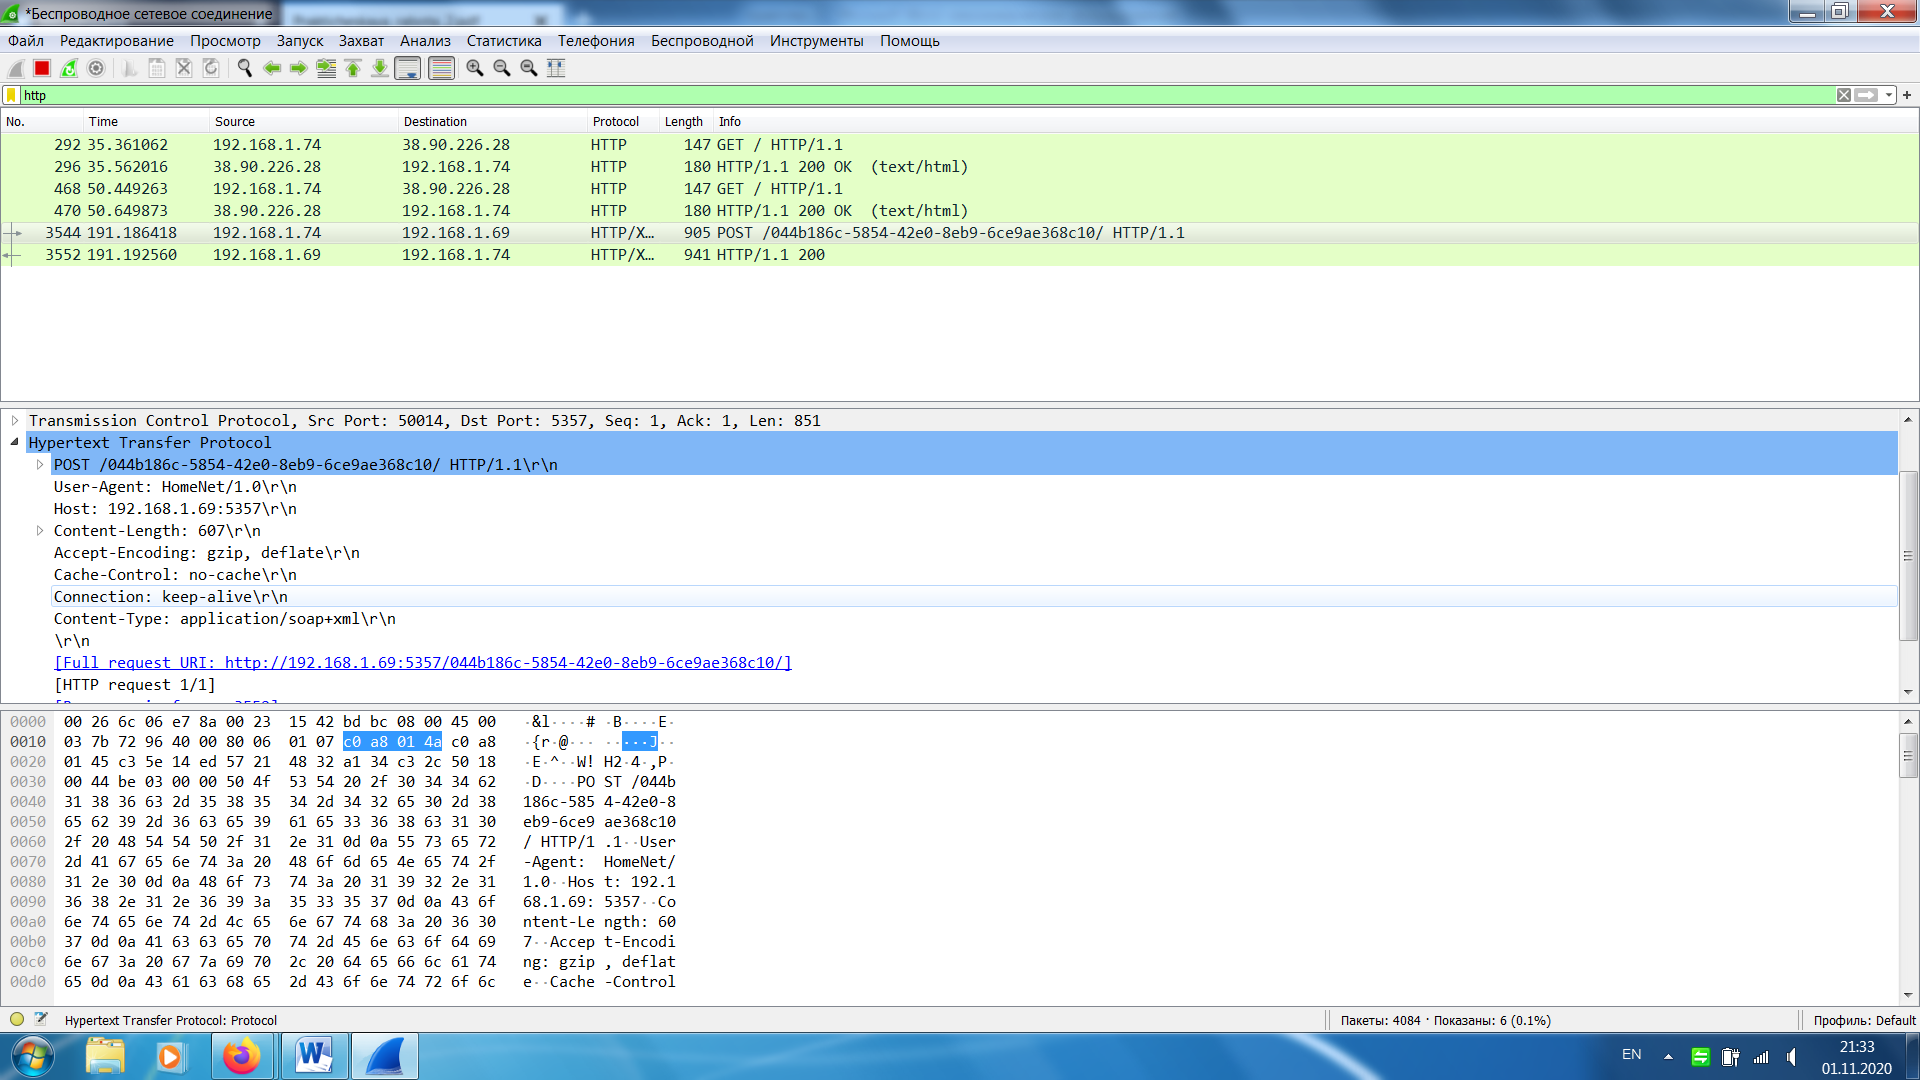 *Беспроводное сетевое соединение
Файл Редактирование Просмотр Запуск Захват Анализ Статистика Телефония Беспроводной Инструменты Помощь
http
No. Time Source Destination Protocol Length Info
292 35.361062 192.168.1.74 38.90.226.28 HTTP 147 GET / HTTP/1.1
296 35.562016 38.90.226.28 192.168.1.74 HTTP 180 HTTP/1.1 200 OK (text/html)
468 50.449263 192.168.1.74 38.90.226.28 HTTP 147 GET / HTTP/1.1
470 50.649873 38.90.226.28 192.168.1.74 HTTP 180 HTTP/1.1 200 OK (text/html)
3544 191.186418 192.168.1.74 192.168.1.69 HTTP/X… 905 POST /044b186c-5854-42e0-8eb9-6ce9ae368c10/ HTTP/1.1
3552 191.192560 192.168.1.69 192.168.1.74 HTTP/X… 941 HTTP/1.1 200
Transmission Control Protocol, Src Port: 50014, Dst Port: 5357, Seq: 1, Ack: 1, Len: 851
Hypertext Transfer Protocol
POST /044b186c-5854-42e0-8eb9-6ce9ae368c10/ HTTP/1.1\r\n
User-Agent: HomeNet/1.0\r\n
Host: 192.168.1.69:5357\r\n
Content-Length: 607\r\n
Accept-Encoding: gzip, deflate\r\n
Cache-Control: no-cache\r\n
Connection: keep-alive\r\n
Content-Type: application/soap+xml\r\n
\r\n
[Full request URI: http://192.168.1.69:5357/044b186c-5854-42e0-8eb9-6ce9ae368c10/]
[HTTP request 1/1]
0000 00 26 6c 06 e7 8a 00 23 15 42 bd bc 08 00 45 00 ·&l····# ·B····E·
0010 03 7b 72 96 40 00 80 06 01 07 c0 a8 01 4a c0 a8 ·{r·@··· ·····J··
0020 01 45 c3 5e 14 ed 57 21 48 32 a1 34 c3 2c 50 18 ·E·^··W! H2·4·,P·
0030 00 44 be 03 00 00 50 4f 53 54 20 2f 30 34 34 62 ·D····PO ST /044b
0040 31 38 36 63 2d 35 38 35 34 2d 34 32 65 30 2d 38 186c-585 4-42e0-8
0050 65 62 39 2d 36 63 65 39 61 65 33 36 38 63 31 30 eb9-6ce9 ae368c10
0060 2f 20 48 54 54 50 2f 31 2e 31 0d 0a 55 73 65 72 / HTTP/1 .1··User
0070 2d 41 67 65 6e 74 3a 20 48 6f 6d 65 4e 65 74 2f -Agent: HomeNet/
0080 31 2e 30 0d 0a 48 6f 73 74 3a 20 31 39 32 2e 31 1.0··Hos t: 192.1
0090 36 38 2e 31 2e 36 39 3a 35 33 35 37 0d 0a 43 6f 68.1.69: 5357··Co
00a0 6e 74 65 6e 74 2d 4c 65 6e 67 74 68 3a 20 36 30 ntent-Le ngth: 60
00b0 37 0d 0a 41 63 63 65 70 74 2d 45 6e 63 6f 64 69 7··Accep t-Encodi
00c0 6e 67 3a 20 67 7a 69 70 2c 20 64 65 66 6c 61 74 ng: gzip , deflat
00d0 65 0d 0a 43 61 63 68 65 2d 43 6f 6e 74 72 6f 6c e··Cache -Control
Hypertext Transfer Protocol: Protocol
Пакеты: 4084 · Показаны: 6 (0.1%)
Профиль: Default
EN
21:33
01.11.2020